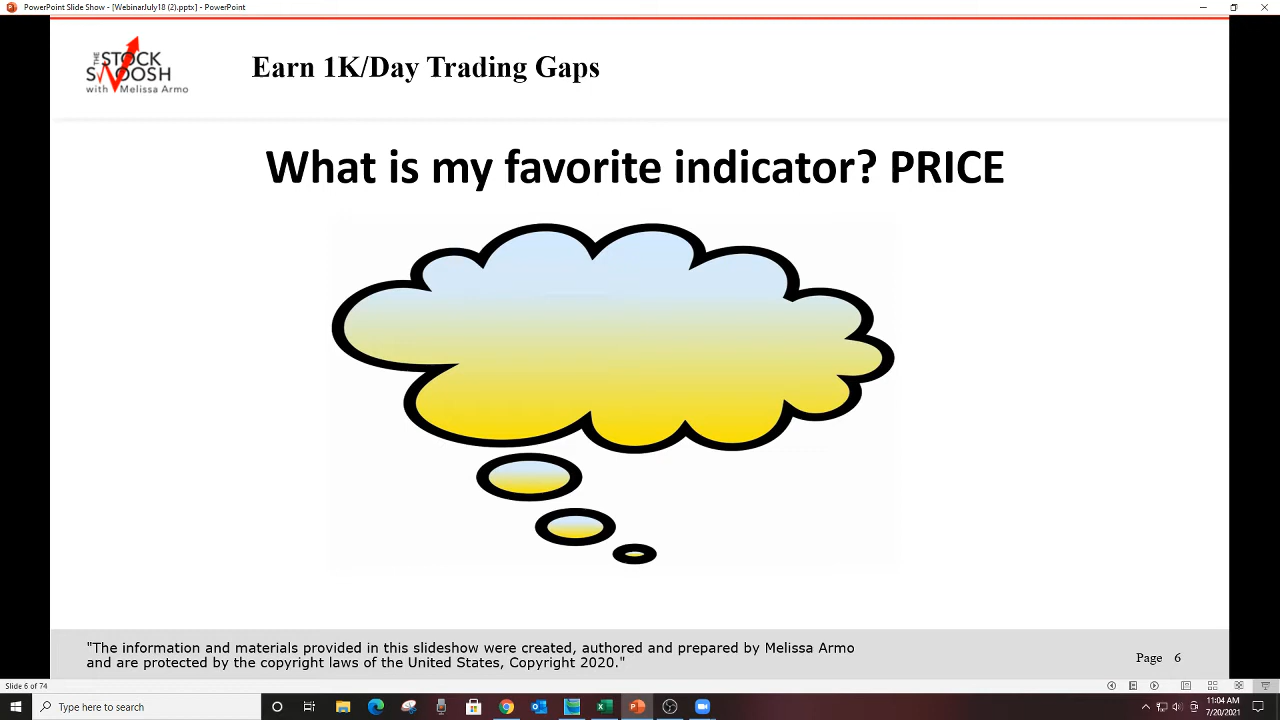 PowerPoint Slide Show - [WebinarJuly18 (2).pptx] - PowerPoint
THE STOCK
SWOOSH
with Melissa Armo
Earn 1K/Day Trading Gaps
What is my favorite indicator? PRICE
"The information and materials provided in this slideshow were created, authored and prepared by Melissa Armo
and are protected by the copyright laws of the United States, Copyright 2020."
Page 6
Slide 6 of 74
Type here to search
11:04 AM
7/20/2021